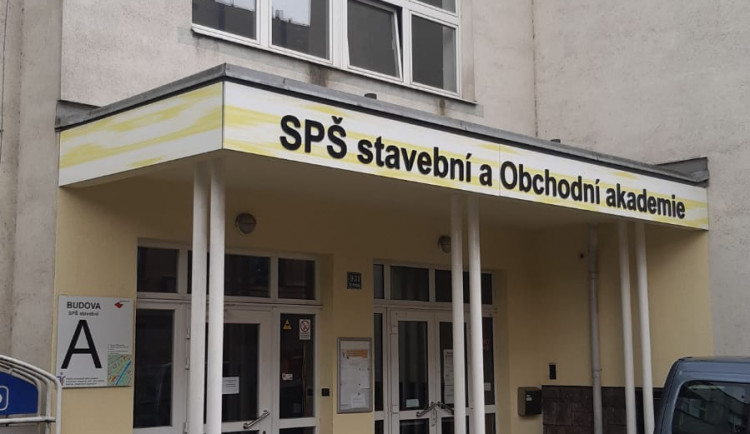 SPŠ stavební a Obchodní akademie
BUDOVA
SPŠ stavební
A